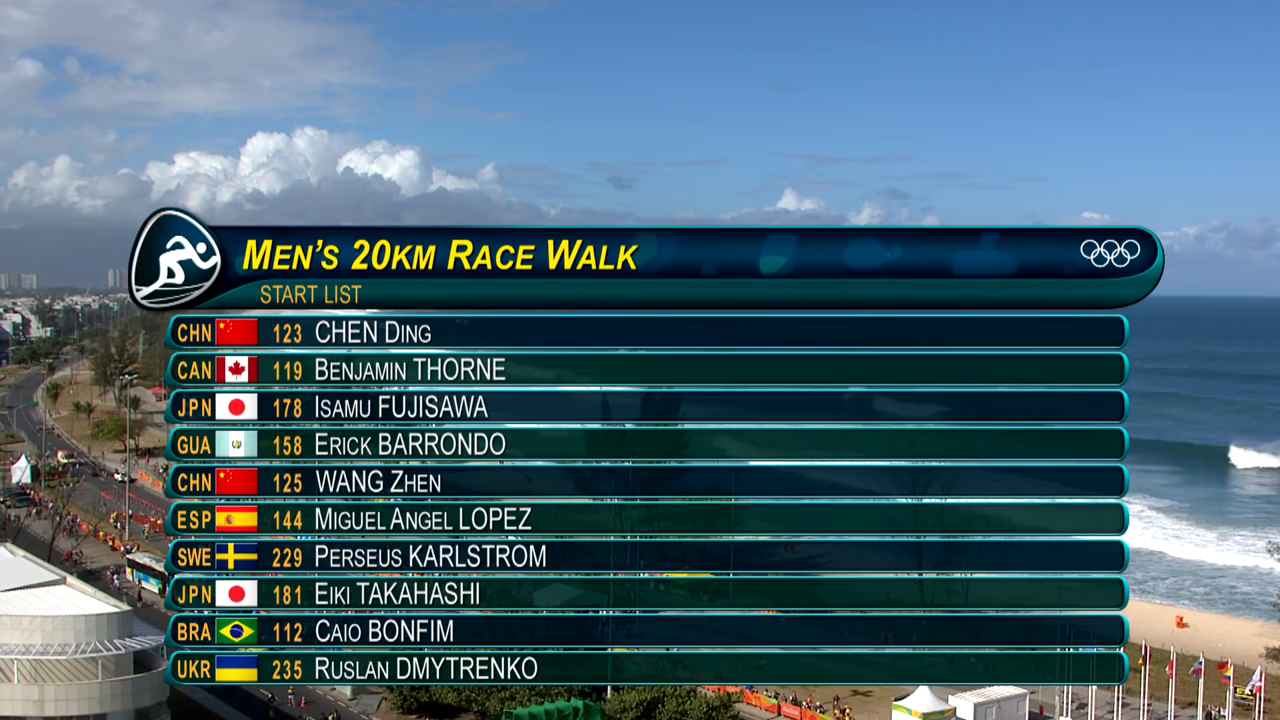 MEN'S 20KM RACE WALK
START LIST
CHN 123 CHEN DING
CAN 119 BENJAMIN THORNE
JPN 178 ISAMU FUJISAWA
GUA 158 ERICK BARRONDO
CHN 125 WANG ZHEN
ESP 144 MIGUEL ANGEL LOPEZ
SWE 229 PERSEUS KARLSTROM
JPN 181 EIKI TAKAHASHI
BRA 112 CAIO BONFIM
UKR 235 RUSLAN DMYTRENKO